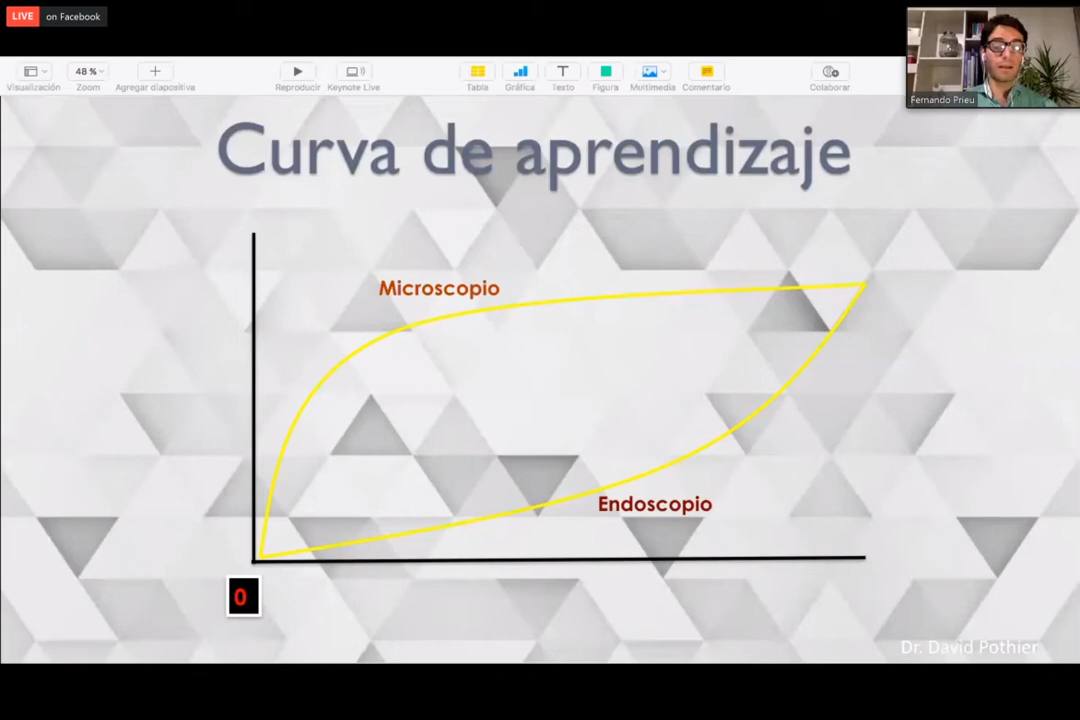 LIVE on Facebook
Fernando Prieu
48 %
Visualización Zoom Agregar diapositiva Reproducir Keynote Live Tabla Gráfica Texto Figura Multimedia Comentario Colaborar
Curva de aprendizaje
Microscopio
Endoscopio
0
Dr. David Pothier